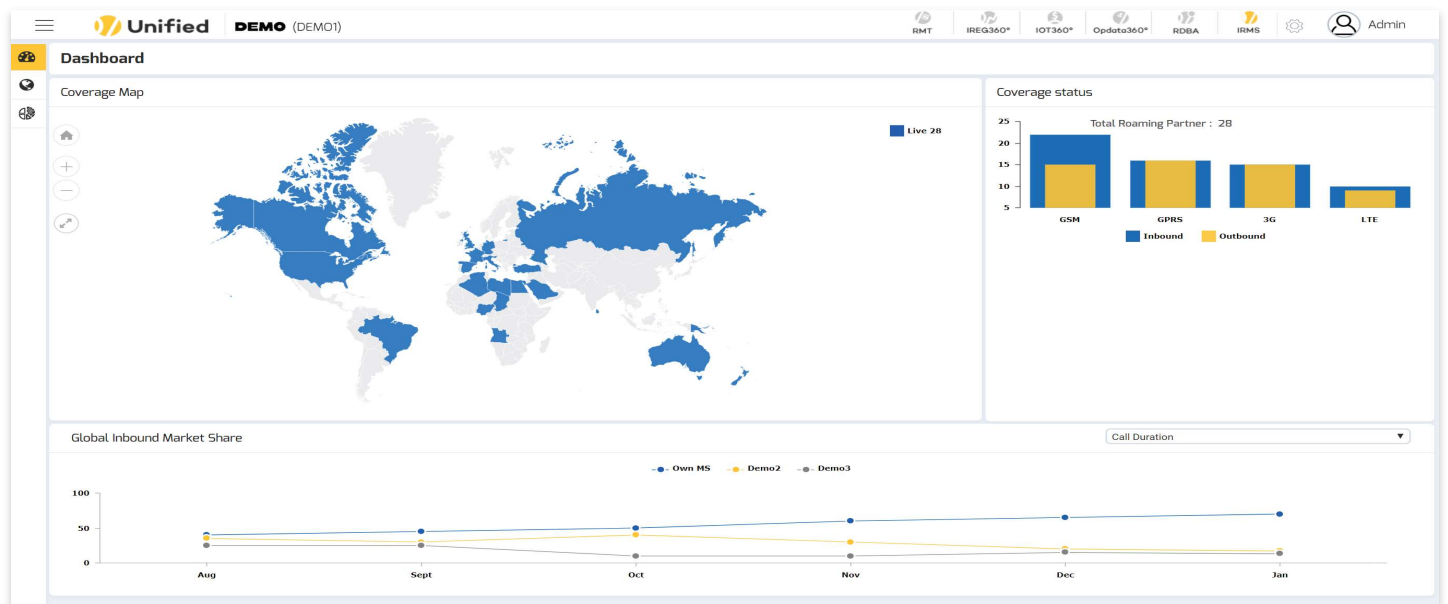 Unified DEMO (DEMO1)
RMT IREG360° IOT360° Opdata360° RDBA IRMS Admin
Dashboard
Coverage Map
Live 28
Coverage status
Total Roaming Partner : 28
25
20
15
10
5
GSM GPRS 3G LTE
Inbound Outbound
Global Inbound Market Share
Call Duration
Own MS Demo2 Demo3
100
50
0
Aug Sept Oct Nov Dec Jan